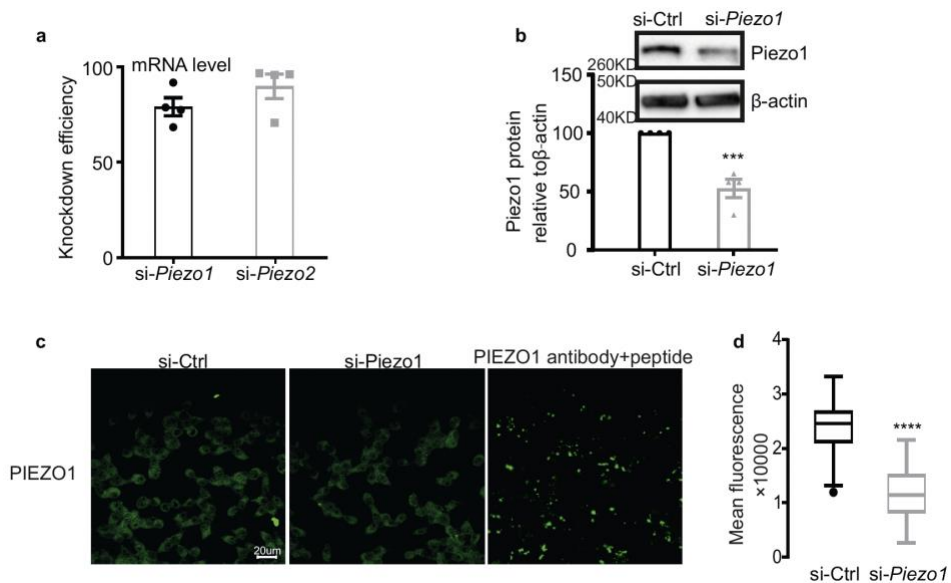 a
mRNA level
Knockdown efficiency
100
50
0
si-Piezo1 si-Piezo2
b
si-Ctrl si-Piezo1
260KD
Piezo1
50KD
β-actin
40KD
Piezo1 protein
relative toβ-actin
150
100
50
0
***
si-Ctrl si-Piezo1
c
si-Ctrl si-Piezo1 PIEZO1 antibody+peptide
PIEZO1
20um
d
Mean fluorescence
×10000
4
3
2
1
0
****
si-Ctrl si-Piezo1